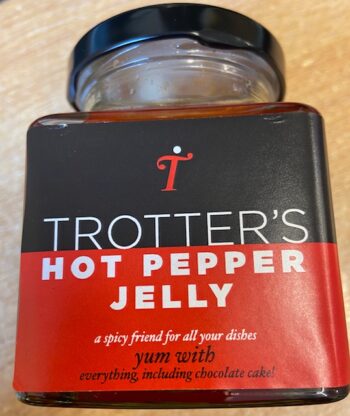 T
TROTTER'S
HOT PEPPER
JELLY
a spicy friend for all your dishes
yum with
everything, including chocolate cake!